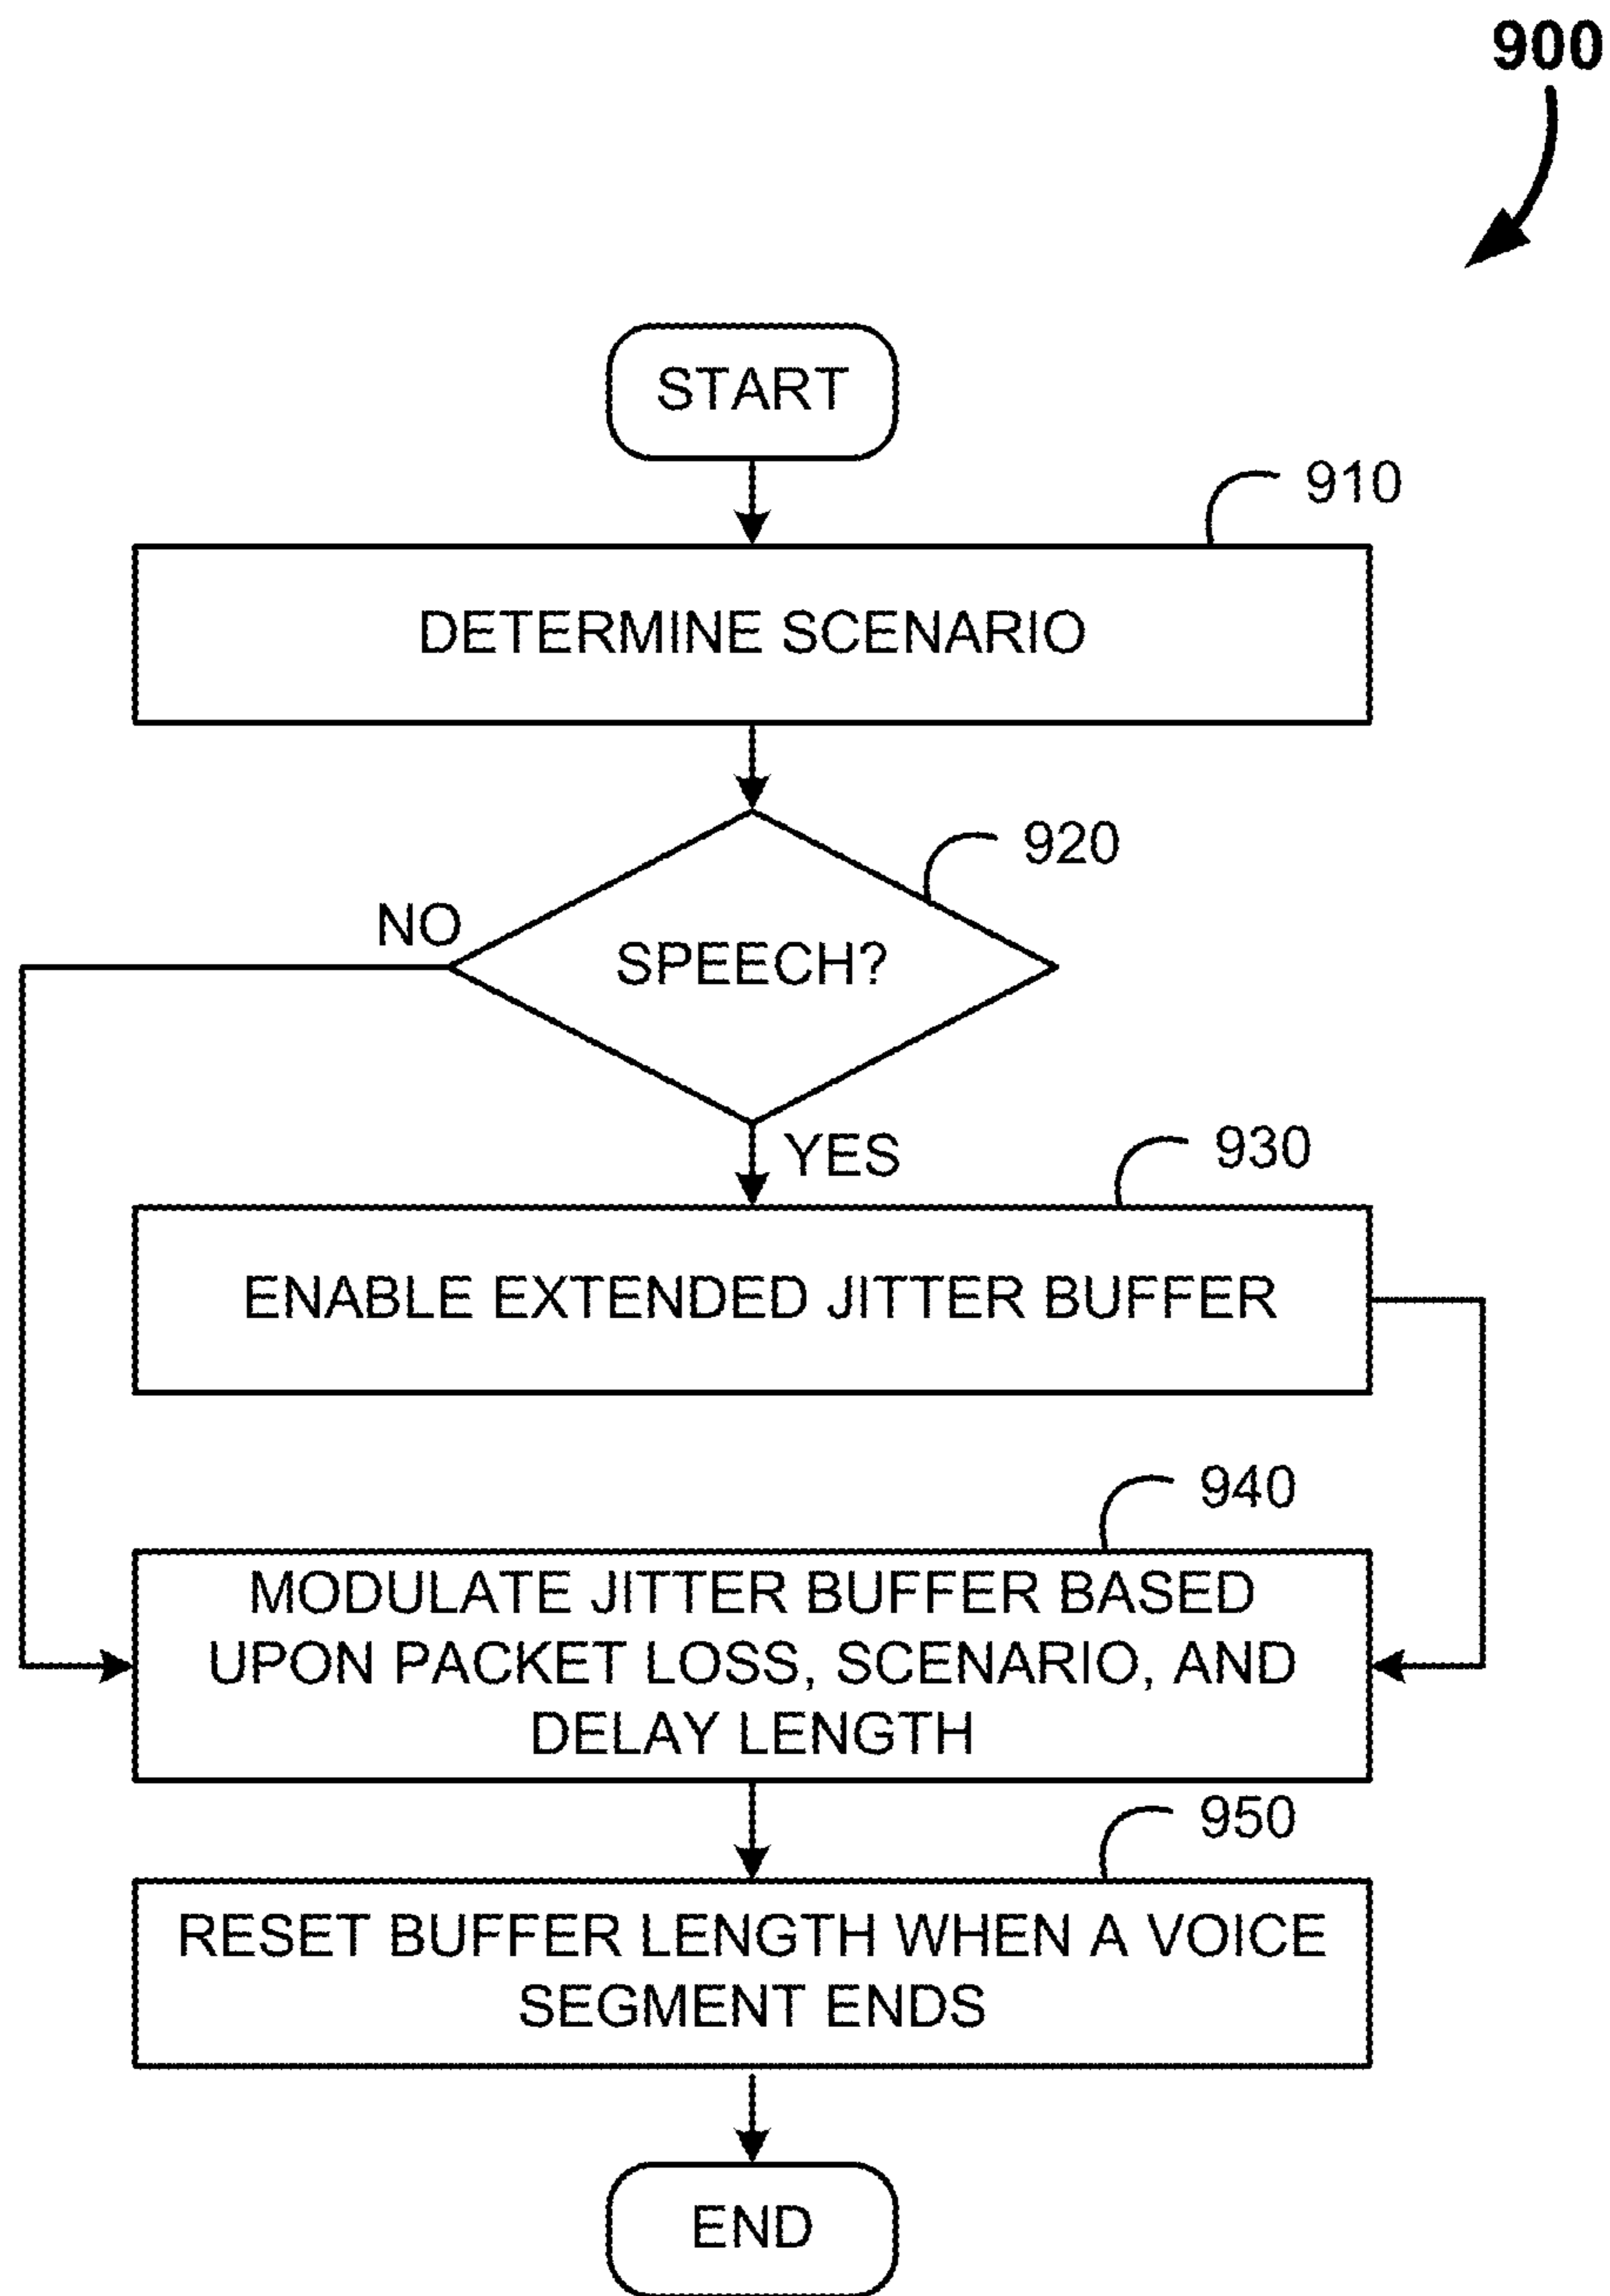 900
START
910
DETERMINE SCENARIO
920
NO
SPEECH?
YES
930
ENABLE EXTENDED JITTER BUFFER
940
MODULATE JITTER BUFFER BASED
UPON PACKET LOSS, SCENARIO, AND
DELAY LENGTH
950
RESET BUFFER LENGTH WHEN A VOICE
SEGMENT ENDS
END